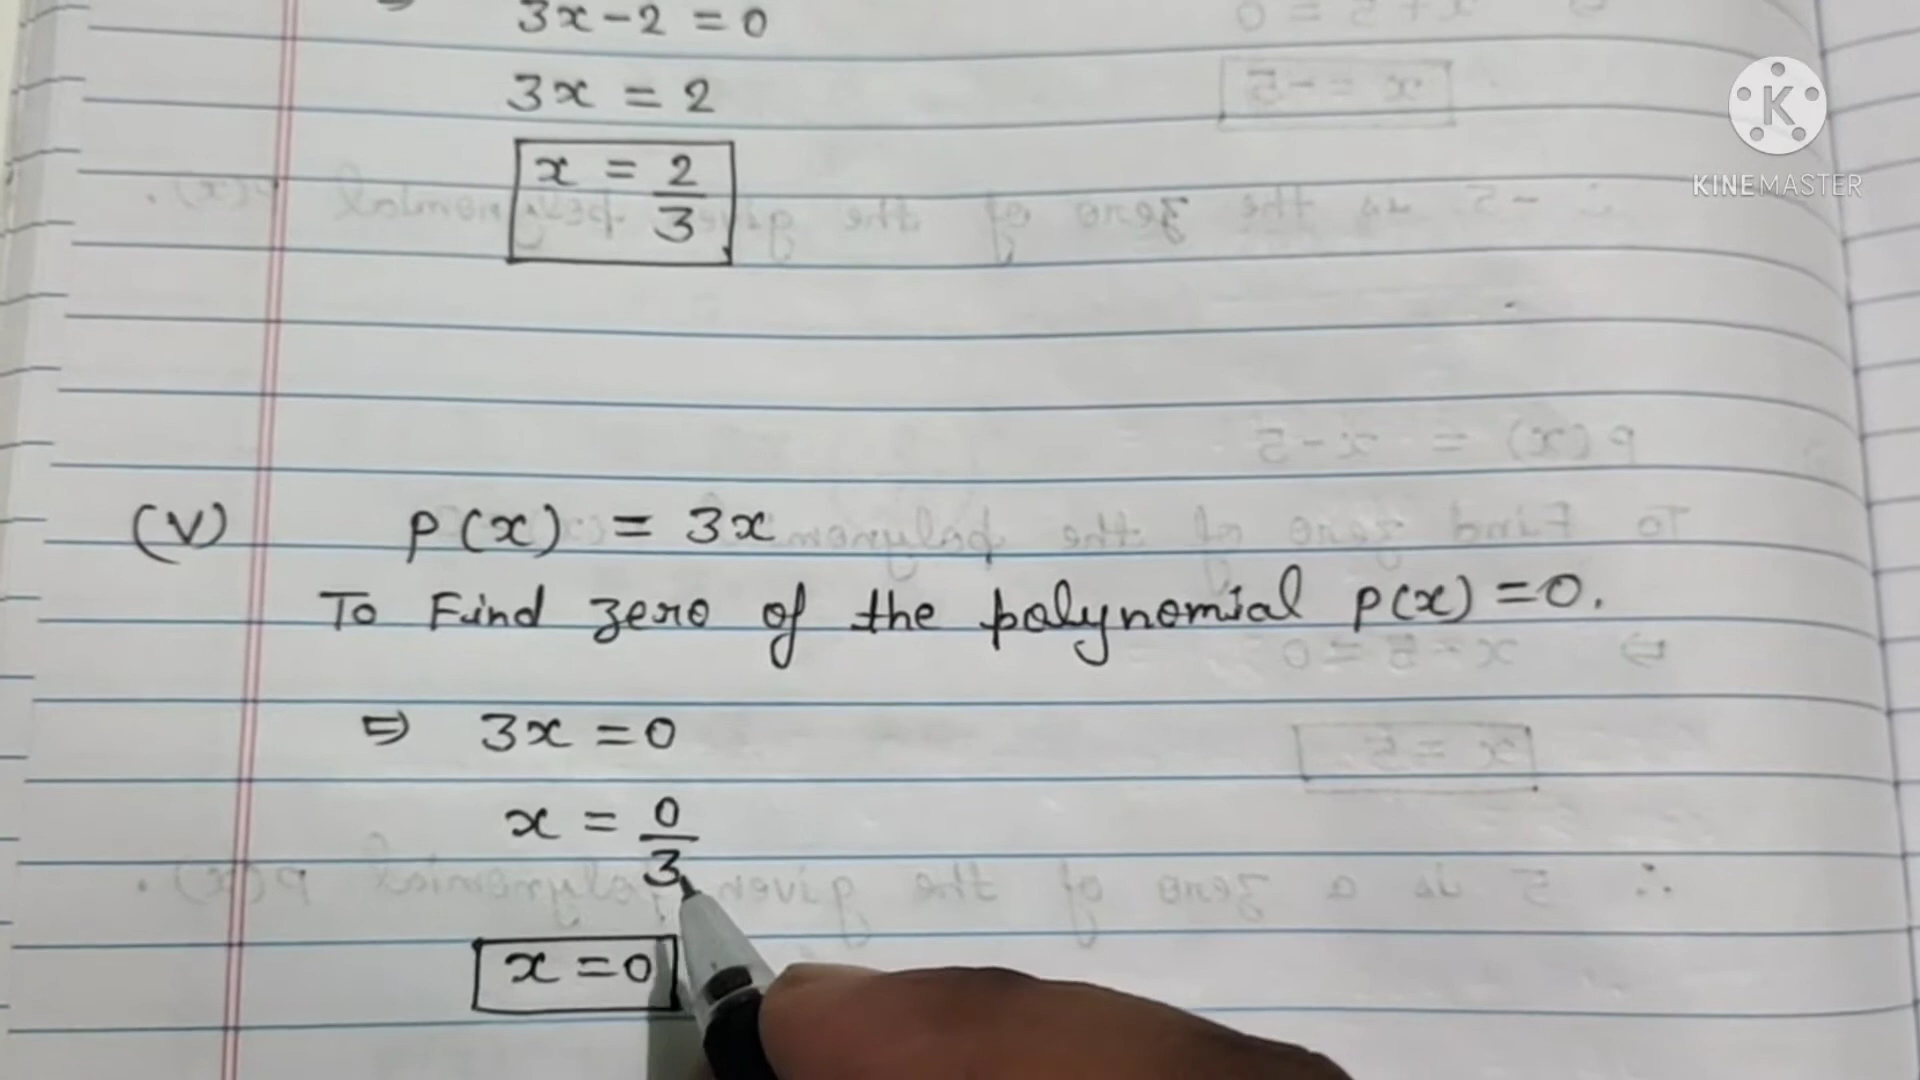 3x - 2 = 0
3x = 2
x = 2/3
KINEMASTER
(V) P(x) = 3x
To Find zero of the polynomial P(x) = 0.
⇒ 3x = 0
x = 0/3
x = 0